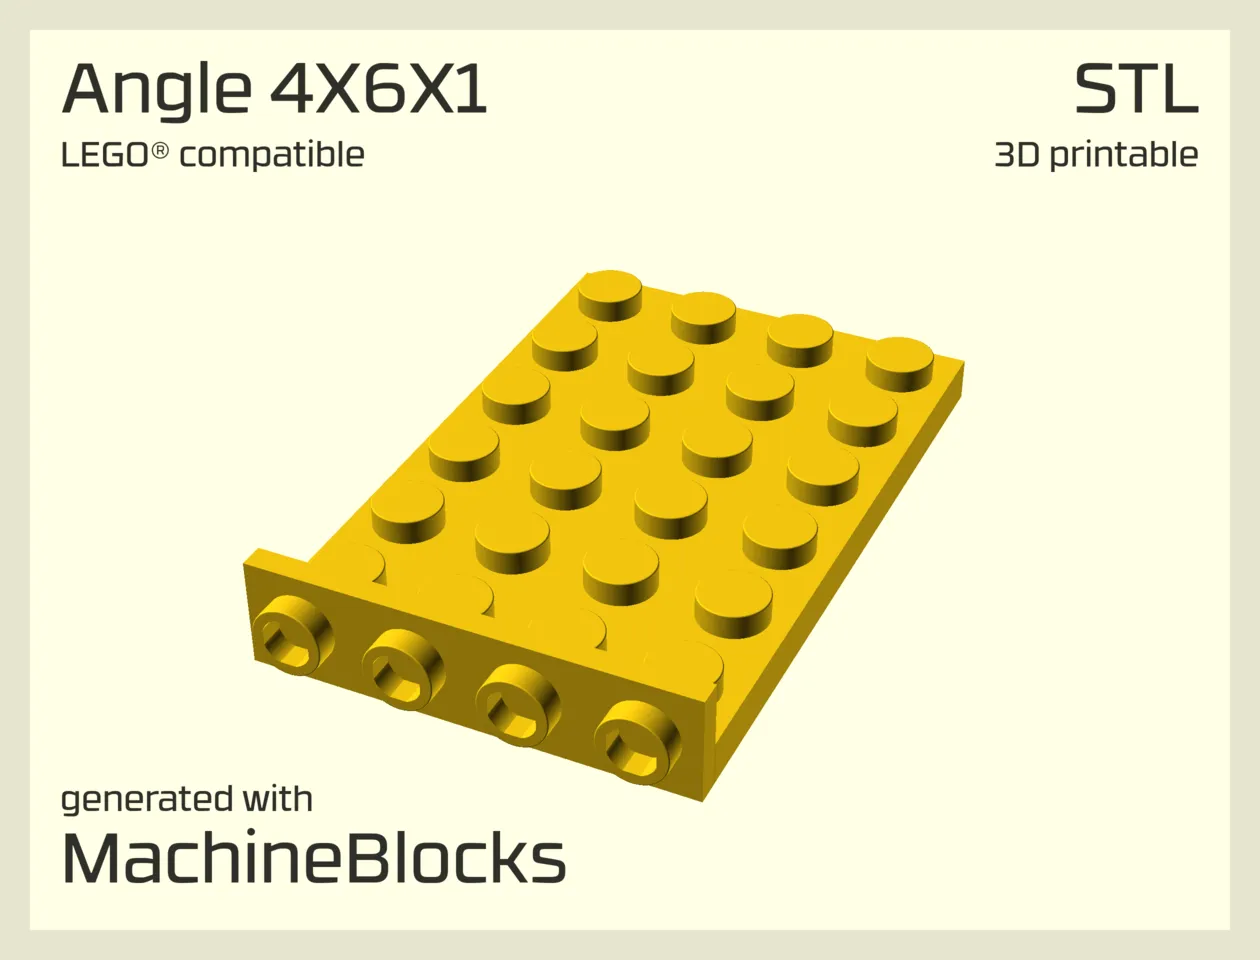 Angle 4X6X1
LEGO® compatible
STL
3D printable
generated with
MachineBlocks